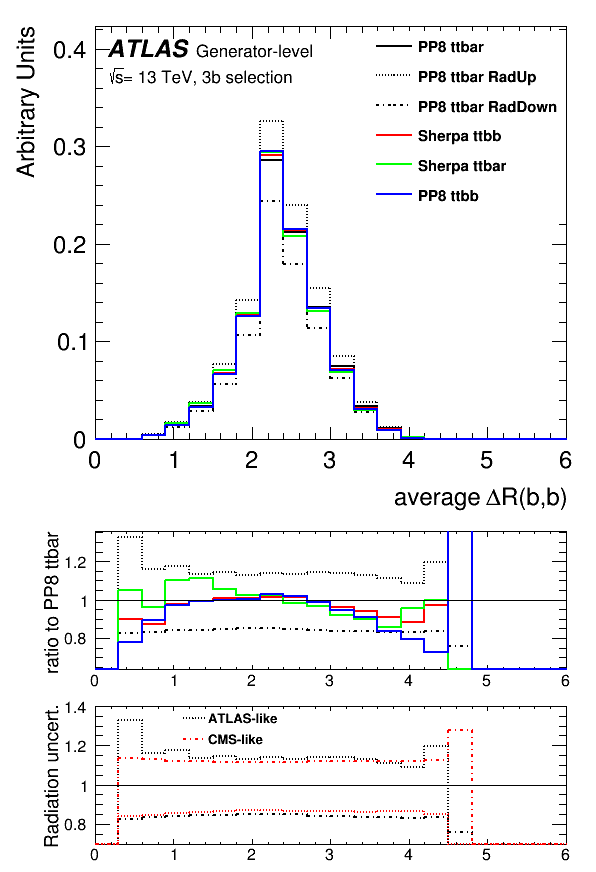 Arbitrary Units
0.4
0.3
0.2
0.1
0
ATLAS Generator-level
√s= 13 TeV, 3b selection
PP8 ttbar
PP8 ttbar RadUp
PP8 ttbar RadDown
Sherpa ttbb
Sherpa ttbar
PP8 ttbb
0 1 2 3 4 5 6
average ΔR(b,b)
ratio to PP8 ttbar
1.2
1
0.8
0 1 2 3 4 5 6
Radiation uncert.
1.4
1.2
1
0.8
ATLAS-like
CMS-like
0 1 2 3 4 5 6